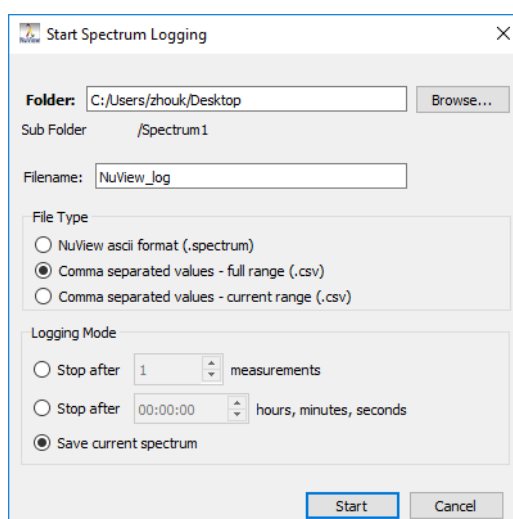 NuView Start Spectrum Logging
Folder: C:/Users/zhouk/Desktop Browse...
Sub Folder /Spectrum1
Filename: NuView_log
File Type
NuView ascii format (.spectrum)
Comma separated values - full range (.csv)
Comma separated values - current range (.csv)
Logging Mode
Stop after 1 measurements
Stop after 00:00:00 hours, minutes, seconds
Save current spectrum
Start Cancel